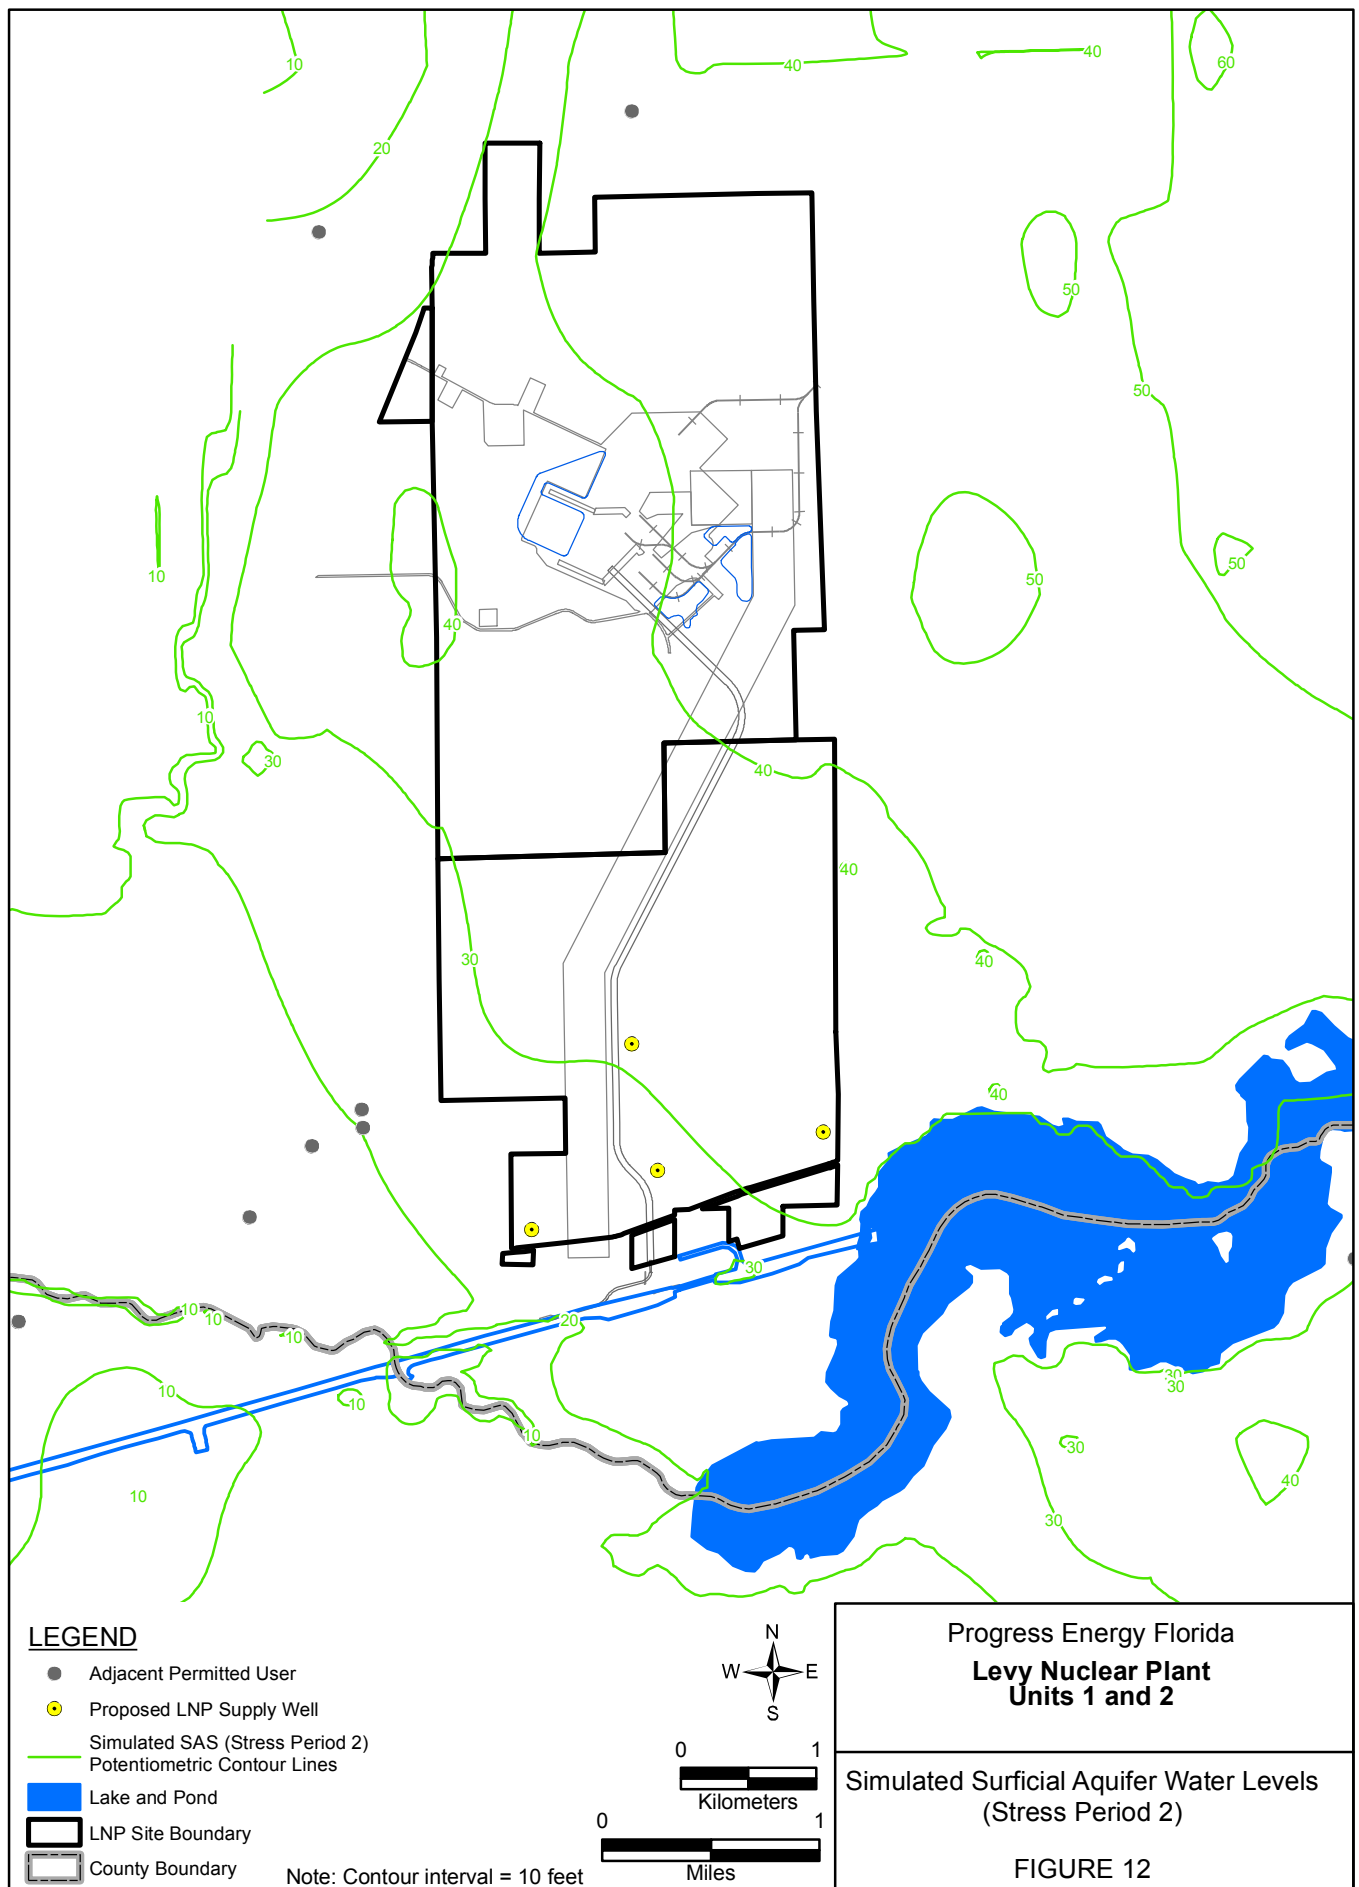 10
40
40
60
20
50
50
50
50
10
50
40
10
30
40
40
30
40
40
30
20
10
10
10
10
10
10
10
10
30
30
30
40
30
LEGEND
Adjacent Permitted User
Proposed LNP Supply Well
Simulated SAS (Stress Period 2)
Potentiometric Contour Lines
Lake and Pond
LNP Site Boundary
County Boundary
Note: Contour interval = 10 feet
N
W
E
S
0 1
Kilometers
0 1
Miles
Progress Energy Florida
Levy Nuclear Plant
Units 1 and 2
Simulated Surficial Aquifer Water Levels
(Stress Period 2)
FIGURE 12